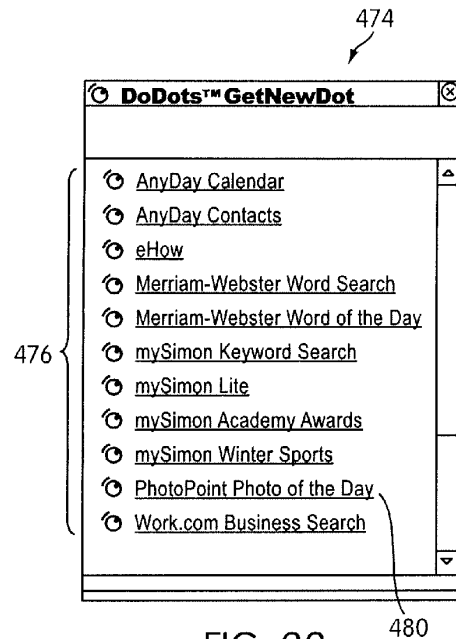 474
DoDots™ GetNewDot
AnyDay Calendar
AnyDay Contacts
eHow
Merriam-Webster Word Search
Merriam-Webster Word of the Day
476
mySimon Keyword Search
mySimon Lite
mySimon Academy Awards
mySimon Winter Sports
PhotoPoint Photo of the Day
Work.com Business Search
480
FIG.